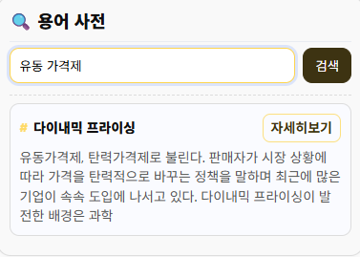 용어 사전
유동 가격제 검색
# 다이내믹 프라이싱 자세히보기
유동가격제, 탄력가격제로 불린다. 판매자가 시장 상황에
따라 가격을 탄력적으로 바꾸는 정책을 말하며 최근에 많은
기업이 속속 도입에 나서고 있다. 다이내믹 프라이싱이 발
전한 배경은 과학